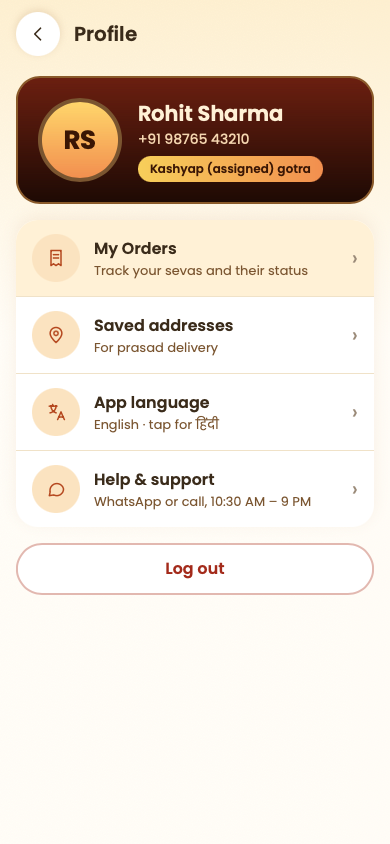 Profile
RS
Rohit Sharma
+91 98765 43210
Kashyap (assigned) gotra
My Orders
Track your sevas and their status
Saved addresses
For prasad delivery
App language
English · tap for हिंदी
Help & support
WhatsApp or call, 10:30 AM – 9 PM
Log out